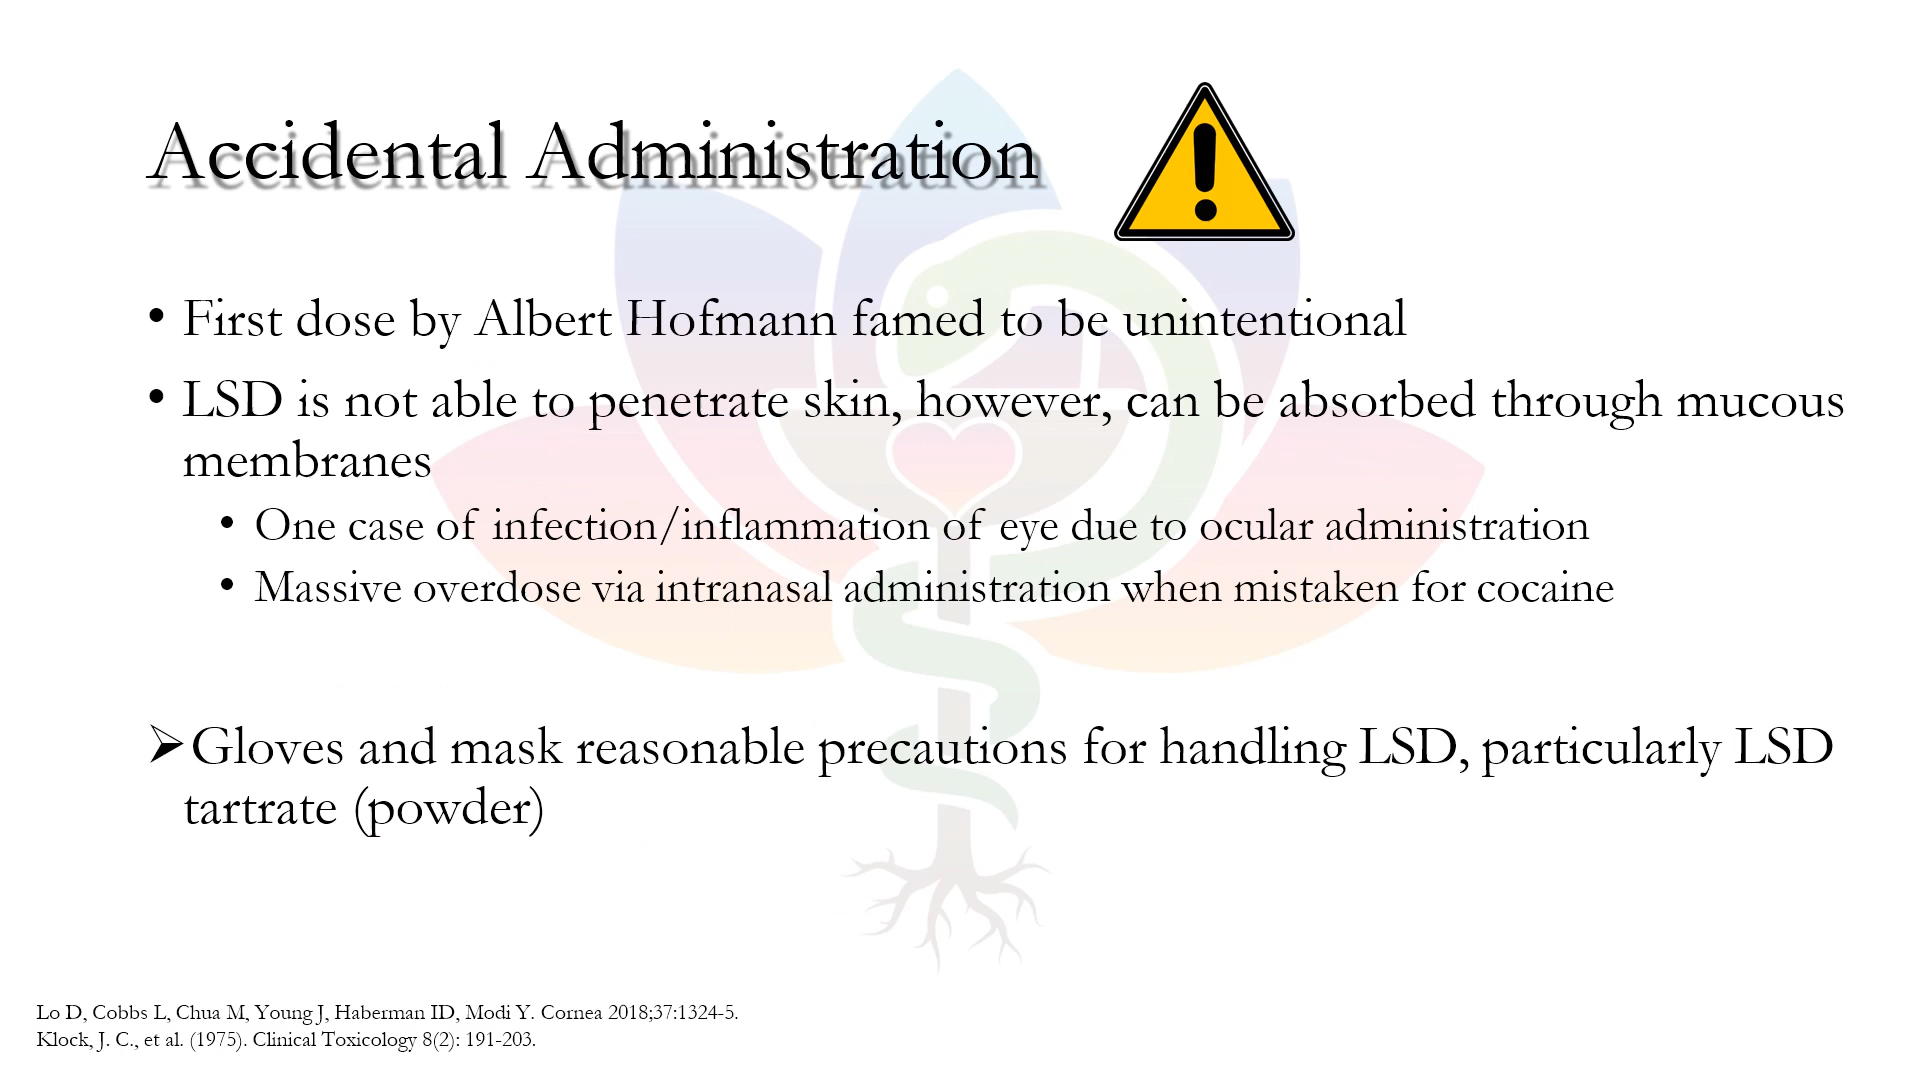 Accidental Administration
• First dose by Albert Hofmann famed to be unintentional
• LSD is not able to penetrate skin, however, can be absorbed through mucous
membranes
• One case of infection/inflammation of eye due to ocular administration
• Massive overdose via intranasal administration when mistaken for cocaine
➢Gloves and mask reasonable precautions for handling LSD, particularly LSD
tartrate (powder)
Lo D, Cobbs L, Chua M, Young J, Haberman ID, Modi Y. Cornea 2018;37:1324-5.
Klock, J. C., et al. (1975). Clinical Toxicology 8(2): 191-203.